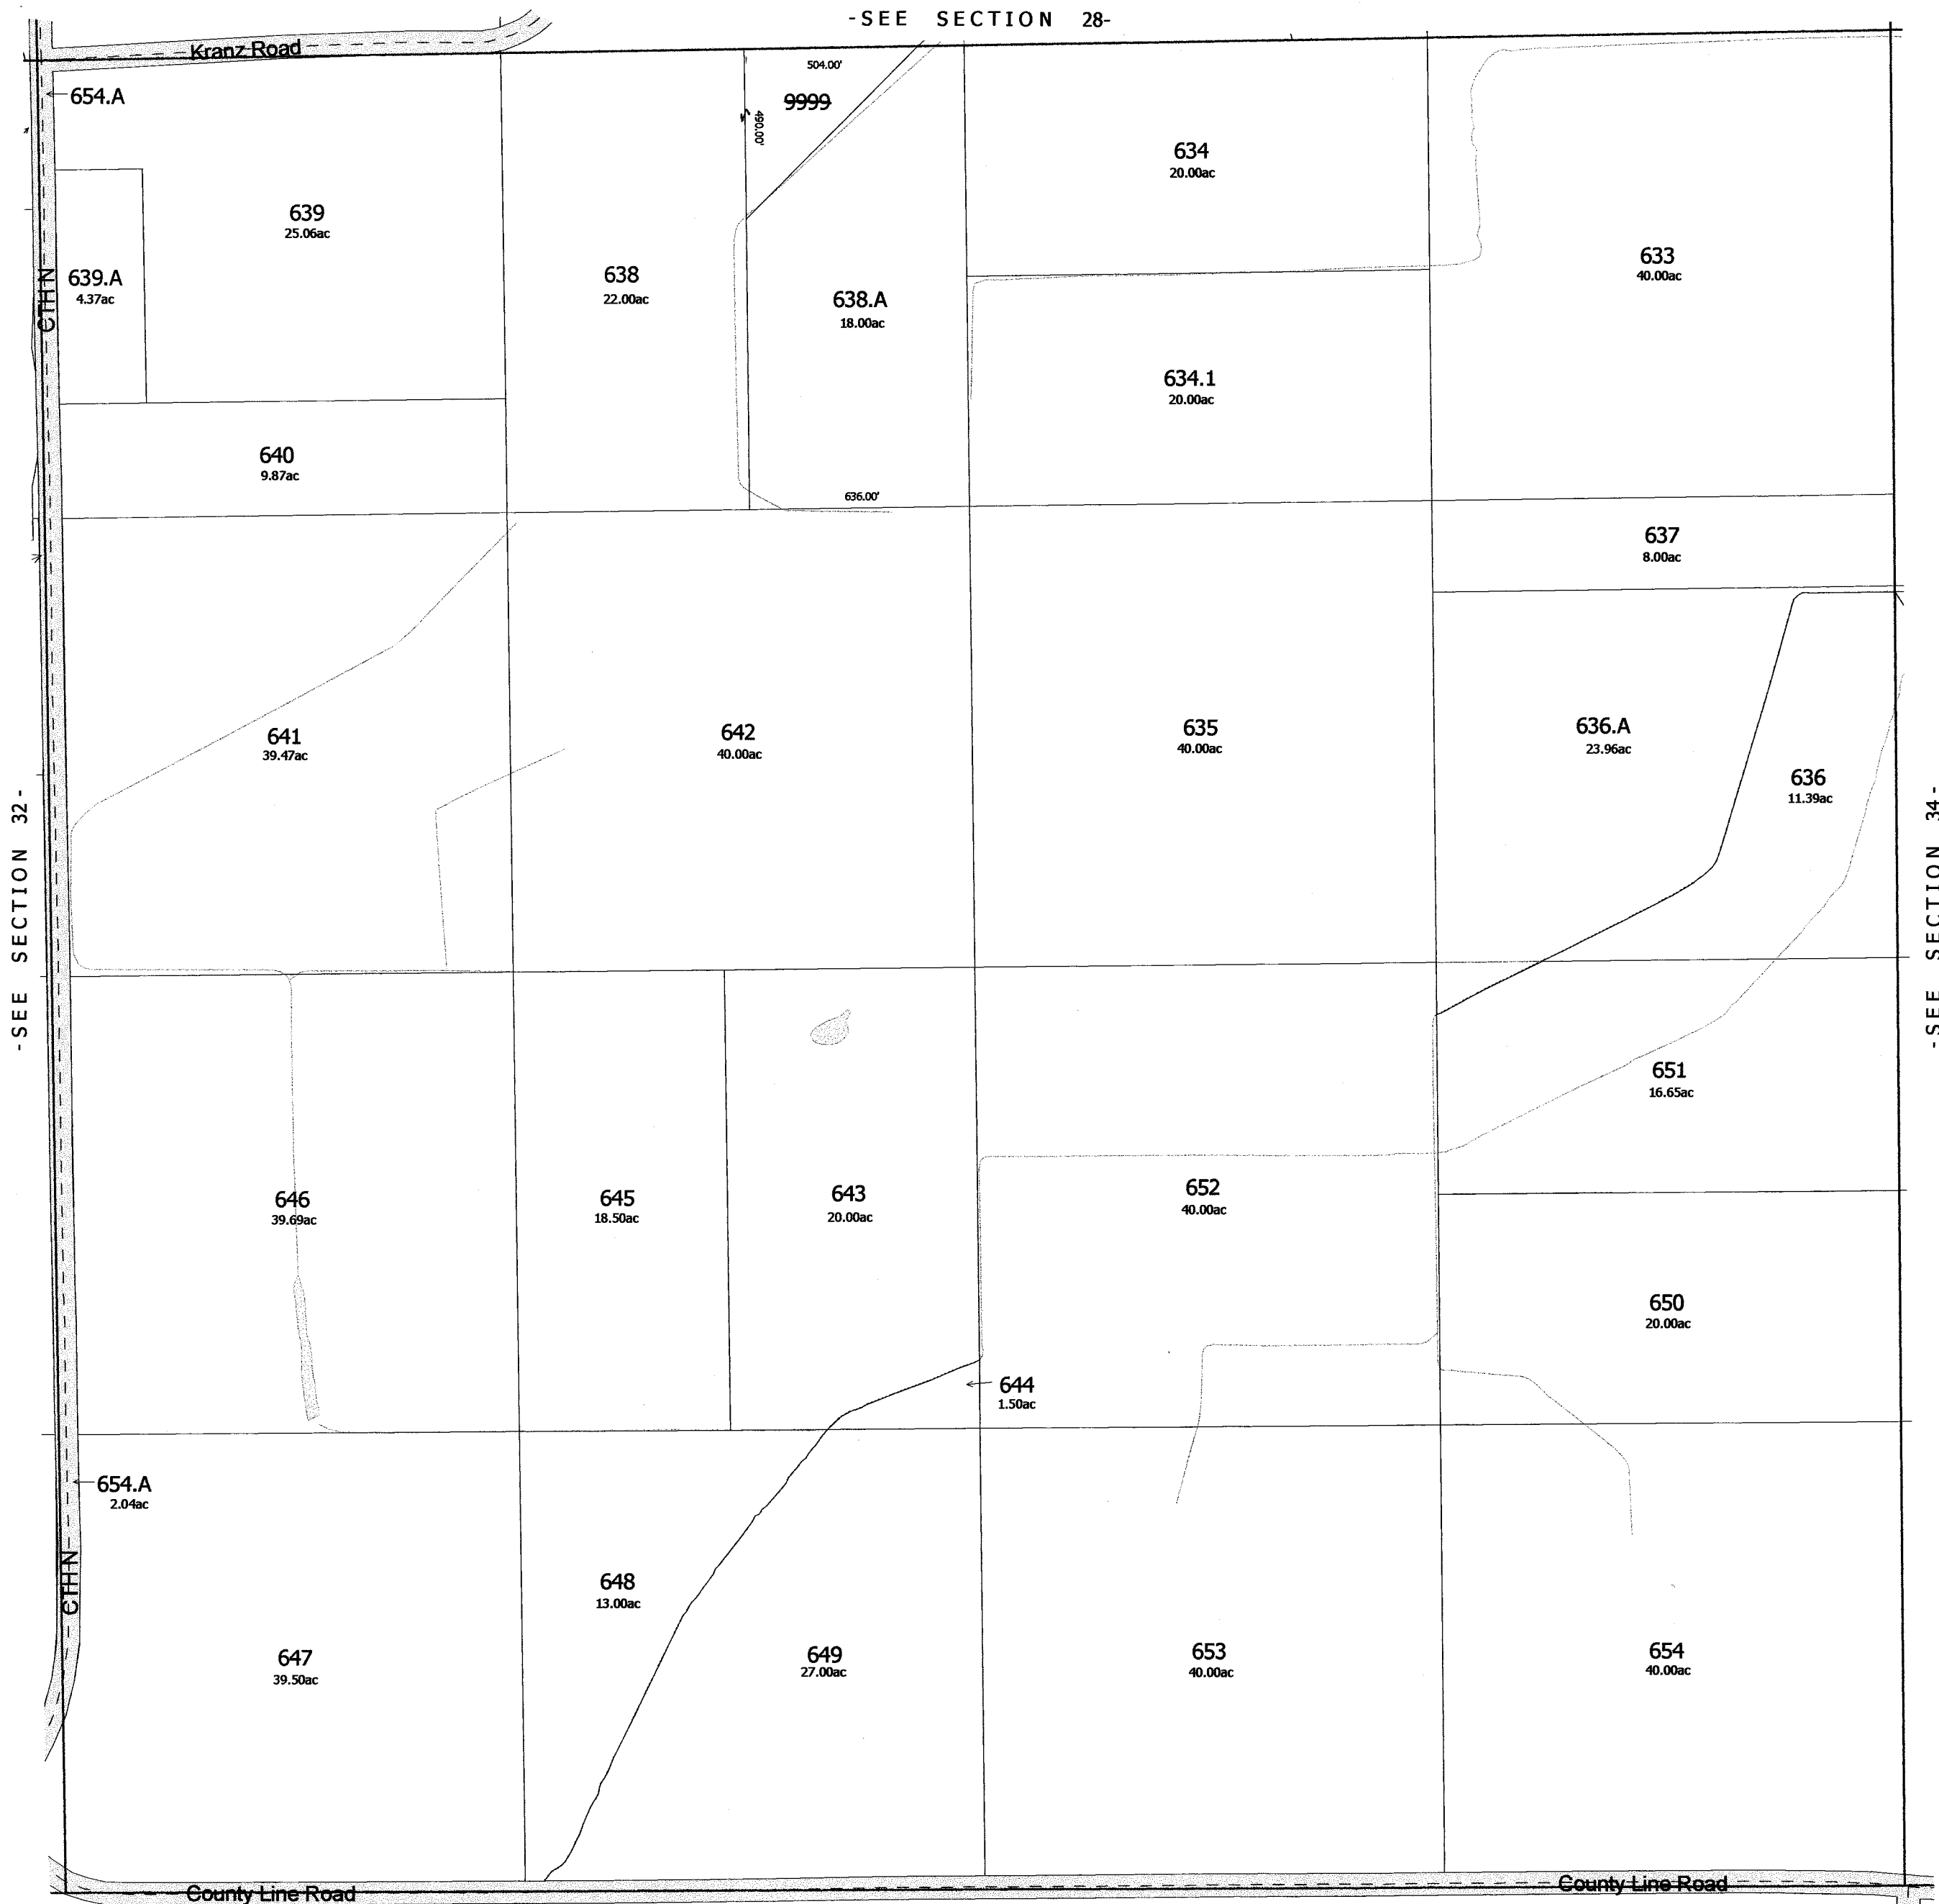 -SEE SECTION 28-
Kranz Road
504.00'
654.A
9999
490.00'
634
20.00ac
639
25.06ac
633
40.00ac
CTH N
639.A
4.37ac
638
22.00ac
638.A
18.00ac
634.1
20.00ac
640
9.87ac
636.00'
637
8.00ac
641
39.47ac
642
40.00ac
635
40.00ac
636.A
23.96ac
636
11.39ac
-SEE SECTION 32-
-SEE SECTION 34-
651
16.65ac
646
39.69ac
645
18.50ac
643
20.00ac
652
40.00ac
650
20.00ac
644
1.50ac
654.A
2.04ac
CTH N
648
13.00ac
647
39.50ac
649
27.00ac
653
40.00ac
654
40.00ac
County Line Road
County Line Road